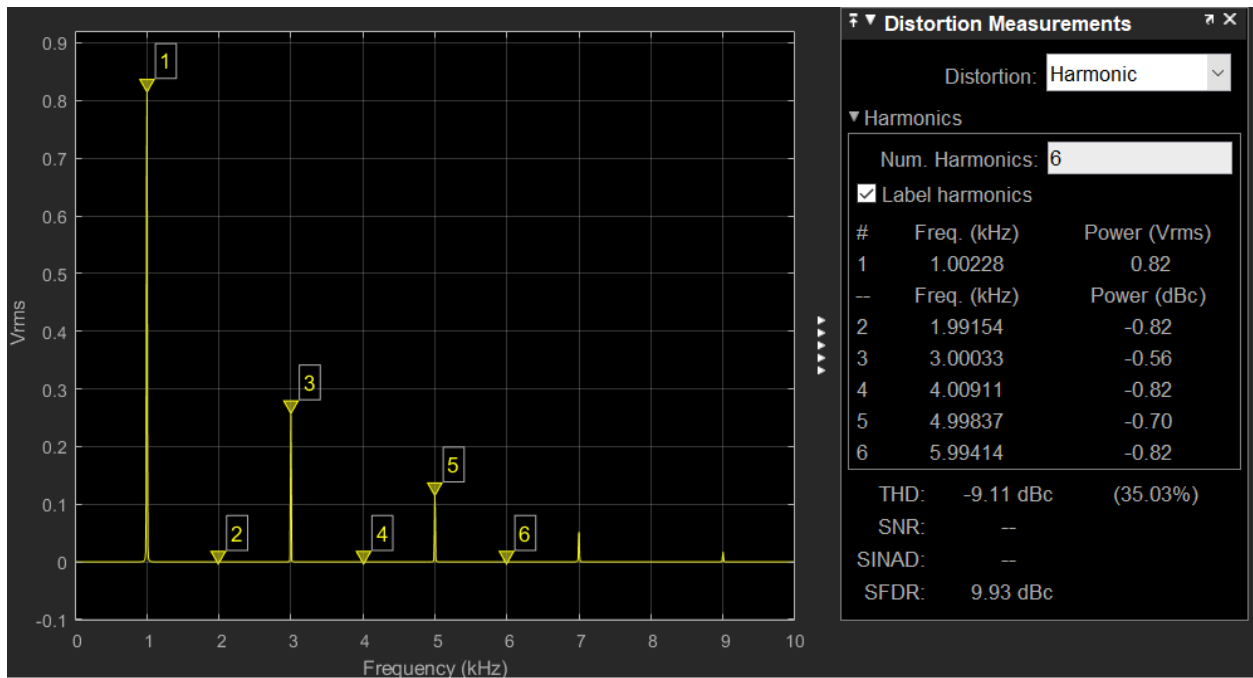 0.9
0.8
0.7
0.6
0.5
0.4
0.3
0.2
0.1
0
-0.1
Vrms
1
2
3
4
5
6
0 1 2 3 4 5 6 7 8 9 10
Frequency (kHz)
Distortion Measurements
Distortion: Harmonic
Harmonics
Num. Harmonics: 6
Label harmonics
# Freq. (kHz) Power (Vrms)
1 1.00228 0.82
-- Freq. (kHz) Power (dBc)
2 1.99154 -0.82
3 3.00033 -0.56
4 4.00911 -0.82
5 4.99837 -0.70
6 5.99414 -0.82
THD: -9.11 dBc (35.03%)
SNR: --
SINAD: --
SFDR: 9.93 dBc